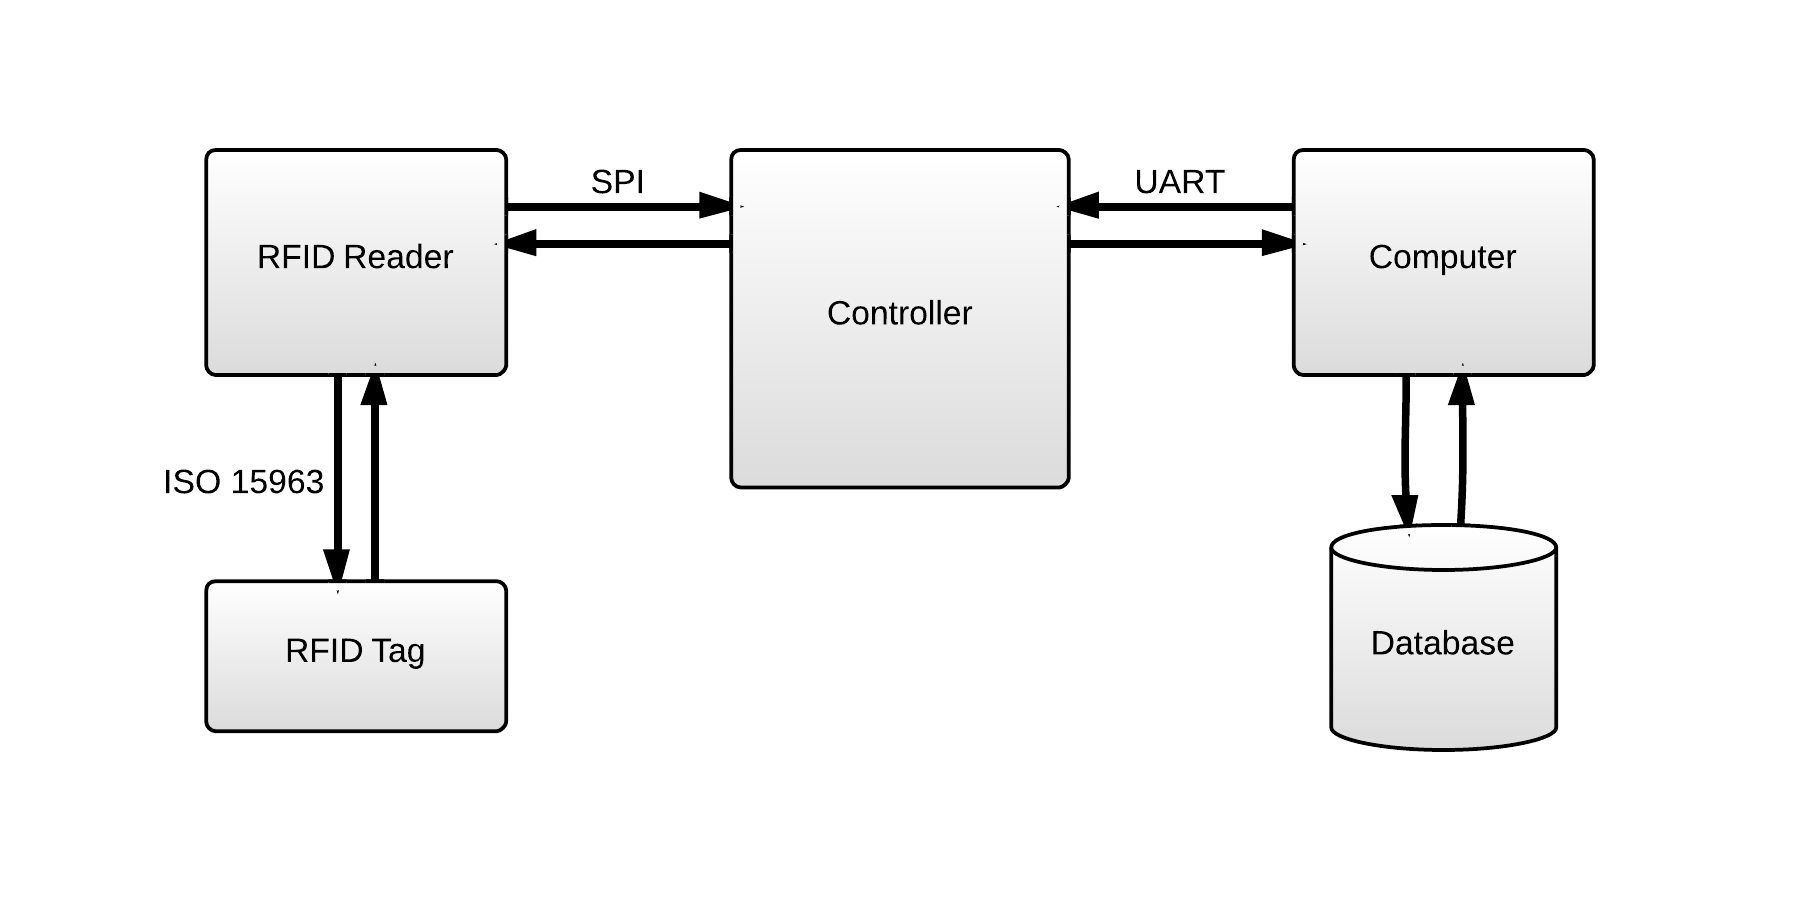 SPI
UART
RFID Reader
Computer
Controller
ISO 15963
RFID Tag
Database